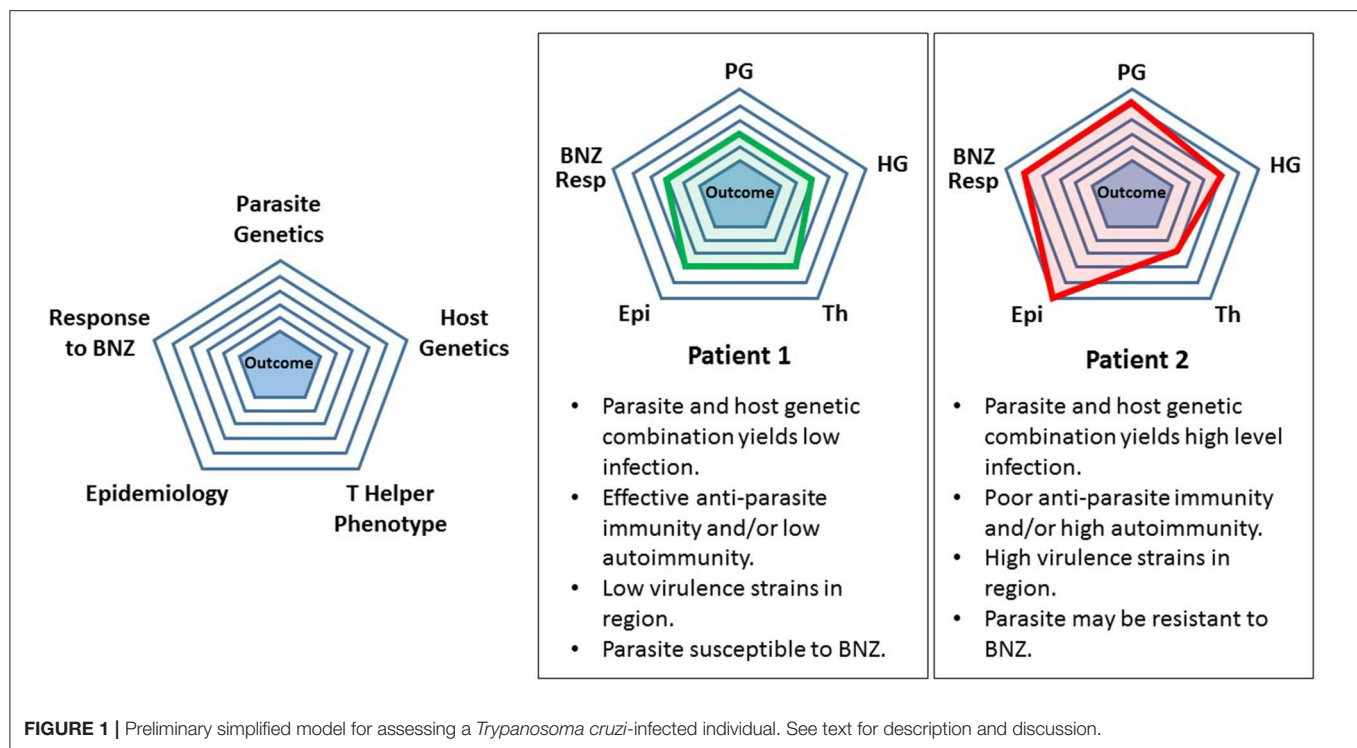 Parasite
Genetics
Response
to BNZ
Host
Genetics
Outcome
Epidemiology
T Helper
Phenotype
PG
BNZ
Resp
HG
Outcome
Epi
Th
Patient 1
• Parasite and host genetic
combination yields low
infection.
• Effective anti-parasite
immunity and/or low
autoimmunity.
• Low virulence strains in
region.
• Parasite susceptible to BNZ.
PG
BNZ
Resp
HG
Outcome
Epi
Th
Patient 2
• Parasite and host genetic
combination yields high level
infection.
• Poor anti-parasite immunity
and/or high autoimmunity.
• High virulence strains in
region.
• Parasite may be resistant to
BNZ.
FIGURE 1 | Preliminary simplified model for assessing a Trypanosoma cruzi-infected individual. See text for description and discussion.